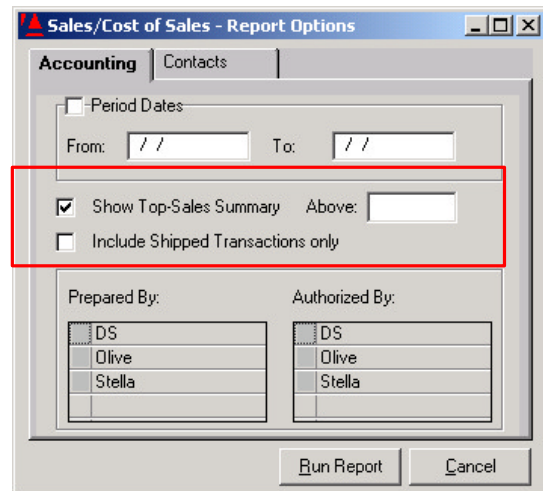 Sales/Cost of Sales - Report Options
Accounting Contacts
Period Dates
From: / / To: / /
Show Top-Sales Summary Above:
Include Shipped Transactions only
Prepared By: Authorized By:
DS DS
Olive Olive
Stella Stella
Run Report Cancel